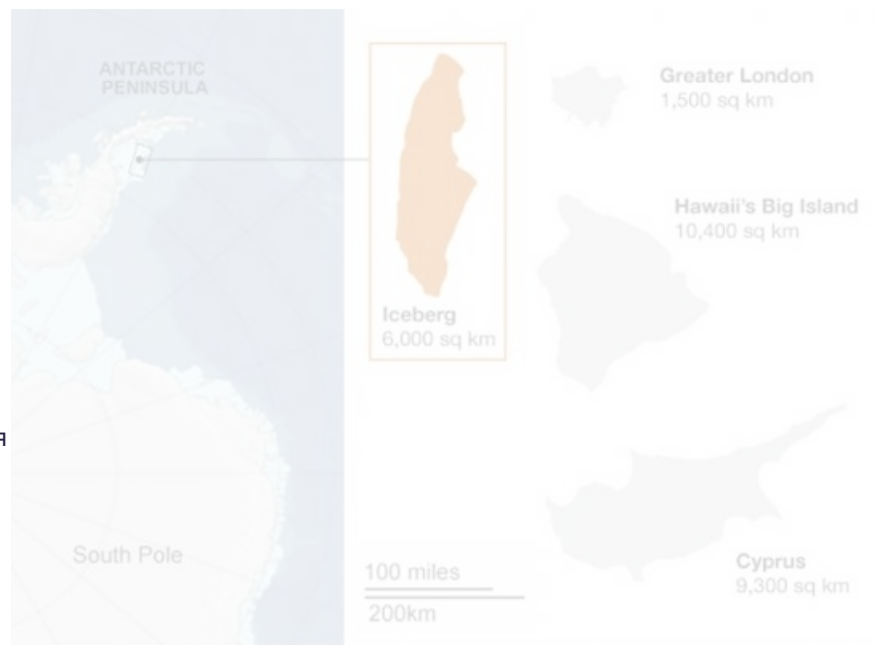 ANTARCTIC
PENINSULA
South Pole
Iceberg
6,000 sq km
100 miles
200km
Greater London
1,500 sq km
Hawaii's Big Island
10,400 sq km
Cyprus
9,300 sq km
я